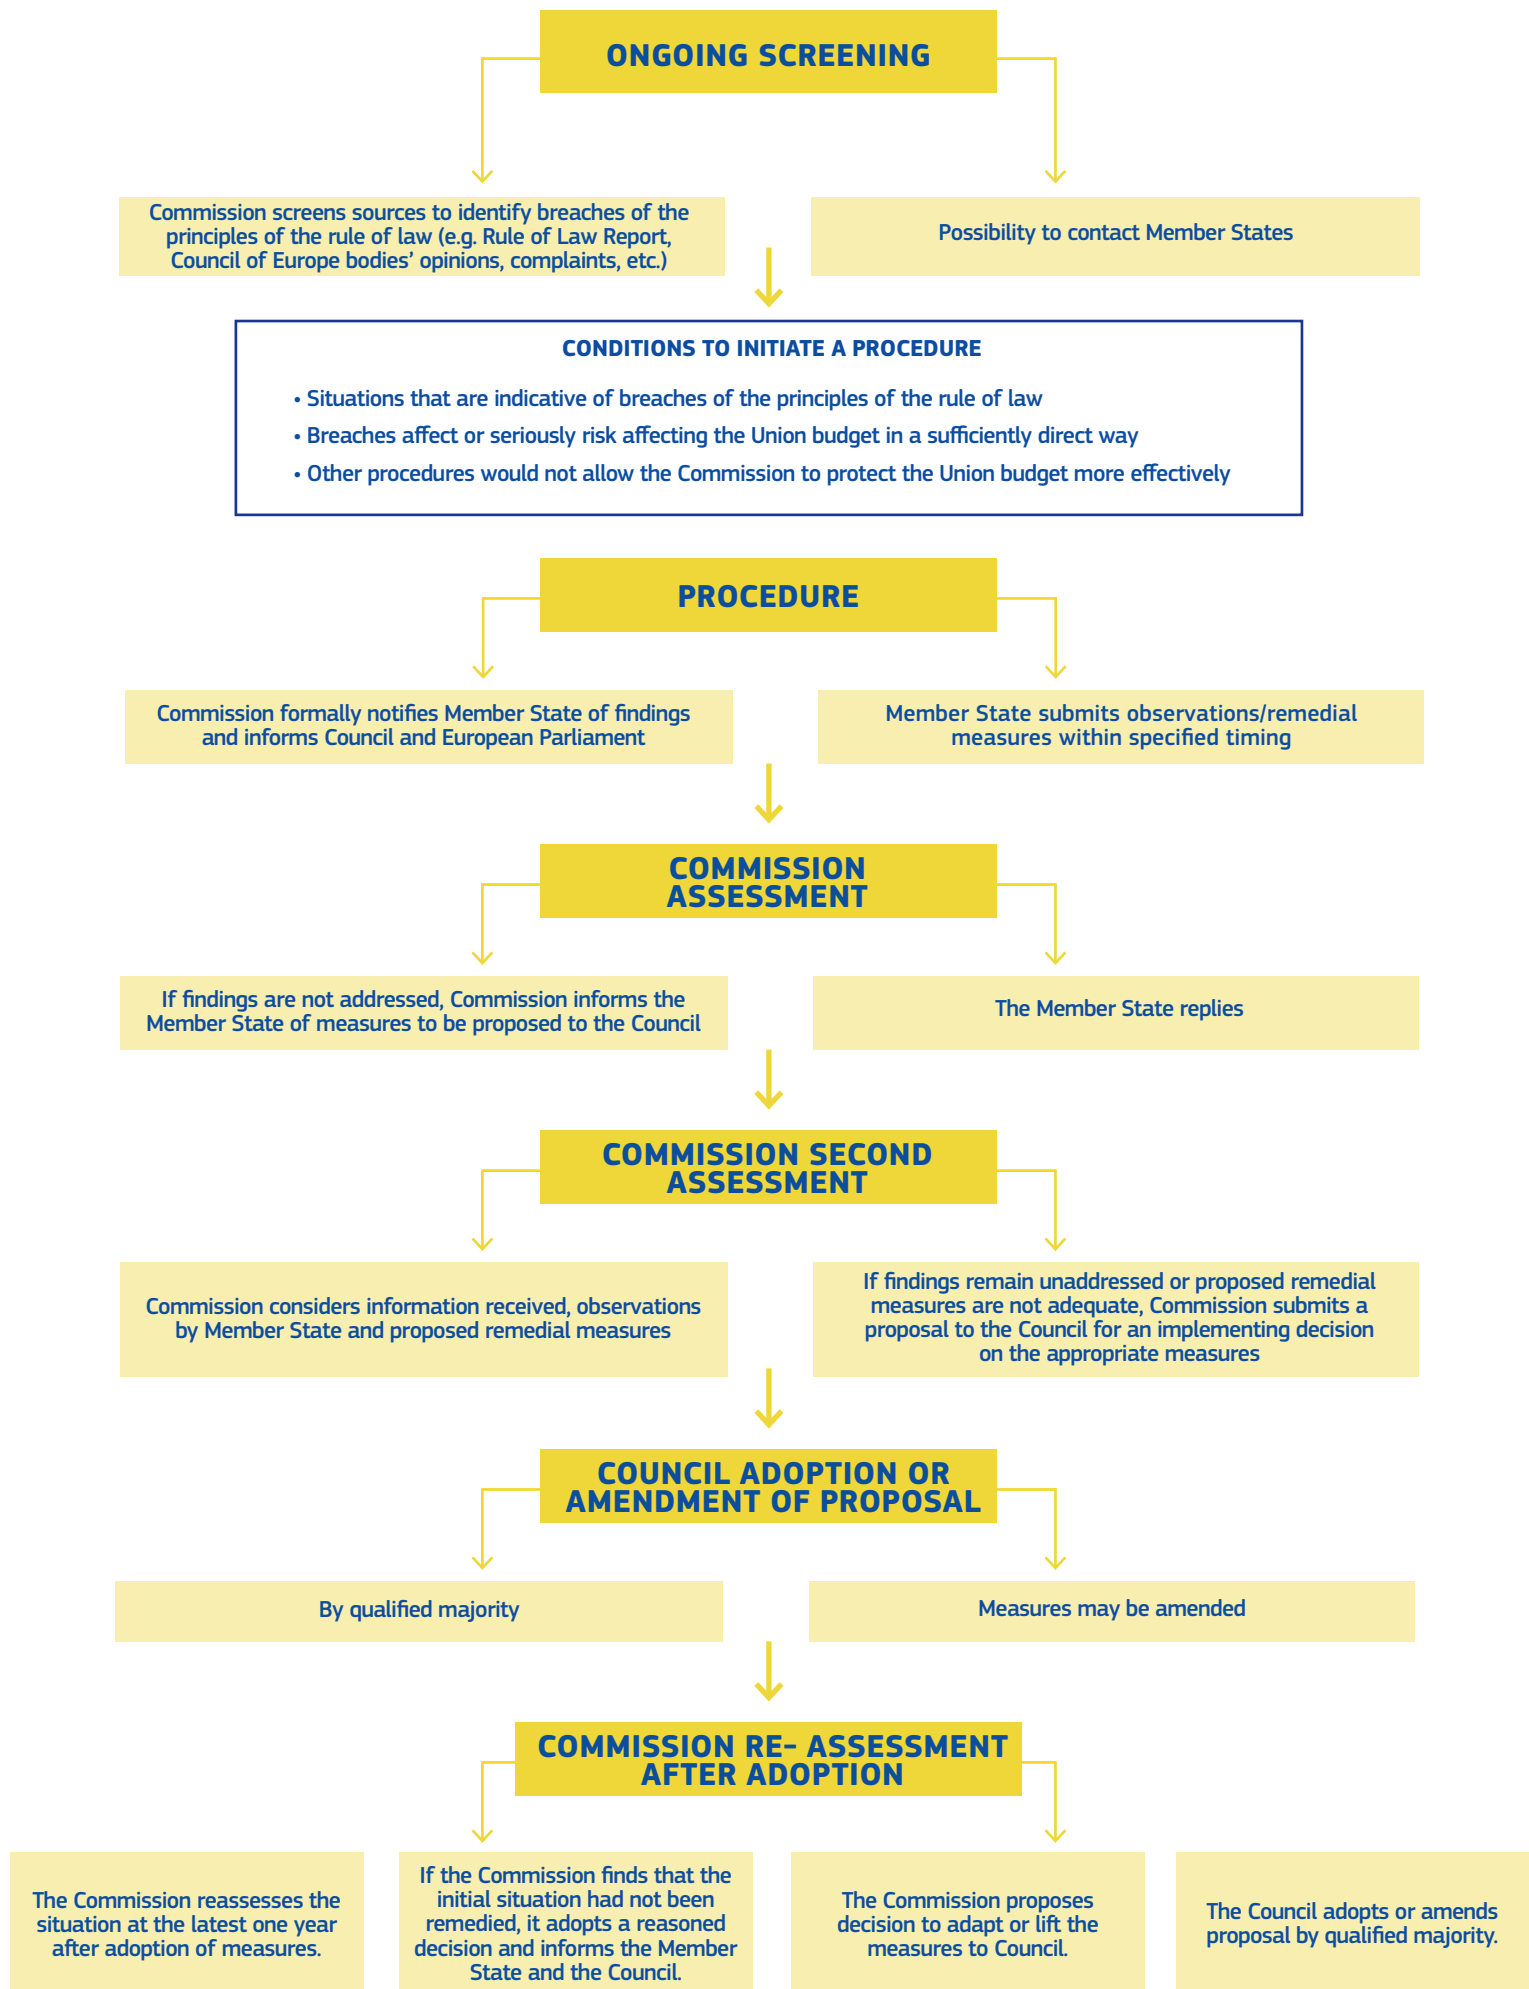 ONGOING SCREENING
Commission screens sources to identify breaches of the
principles of the rule of law (e.g. Rule of Law Report,
Council of Europe bodies’ opinions, complaints, etc.)
Possibility to contact Member States
CONDITIONS TO INITIATE A PROCEDURE
• Situations that are indicative of breaches of the principles of the rule of law
• Breaches affect or seriously risk affecting the Union budget in a sufficiently direct way
• Other procedures would not allow the Commission to protect the Union budget more effectively
PROCEDURE
Commission formally notifies Member State of findings
and informs Council and European Parliament
Member State submits observations/remedial
measures within specified timing
COMMISSION
ASSESSMENT
If findings are not addressed, Commission informs the
Member State of measures to be proposed to the Council
The Member State replies
COMMISSION SECOND
ASSESSMENT
Commission considers information received, observations
by Member State and proposed remedial measures
If findings remain unaddressed or proposed remedial
measures are not adequate, Commission submits a
proposal to the Council for an implementing decision
on the appropriate measures
COUNCIL ADOPTION OR
AMENDMENT OF PROPOSAL
By qualified majority
Measures may be amended
COMMISSION RE- ASSESSMENT
AFTER ADOPTION
The Commission reassesses the
situation at the latest one year
after adoption of measures.
If the Commission finds that the
initial situation had not been
remedied, it adopts a reasoned
decision and informs the Member
State and the Council.
The Commission proposes
decision to adapt or lift the
measures to Council.
The Council adopts or amends
proposal by qualified majority.